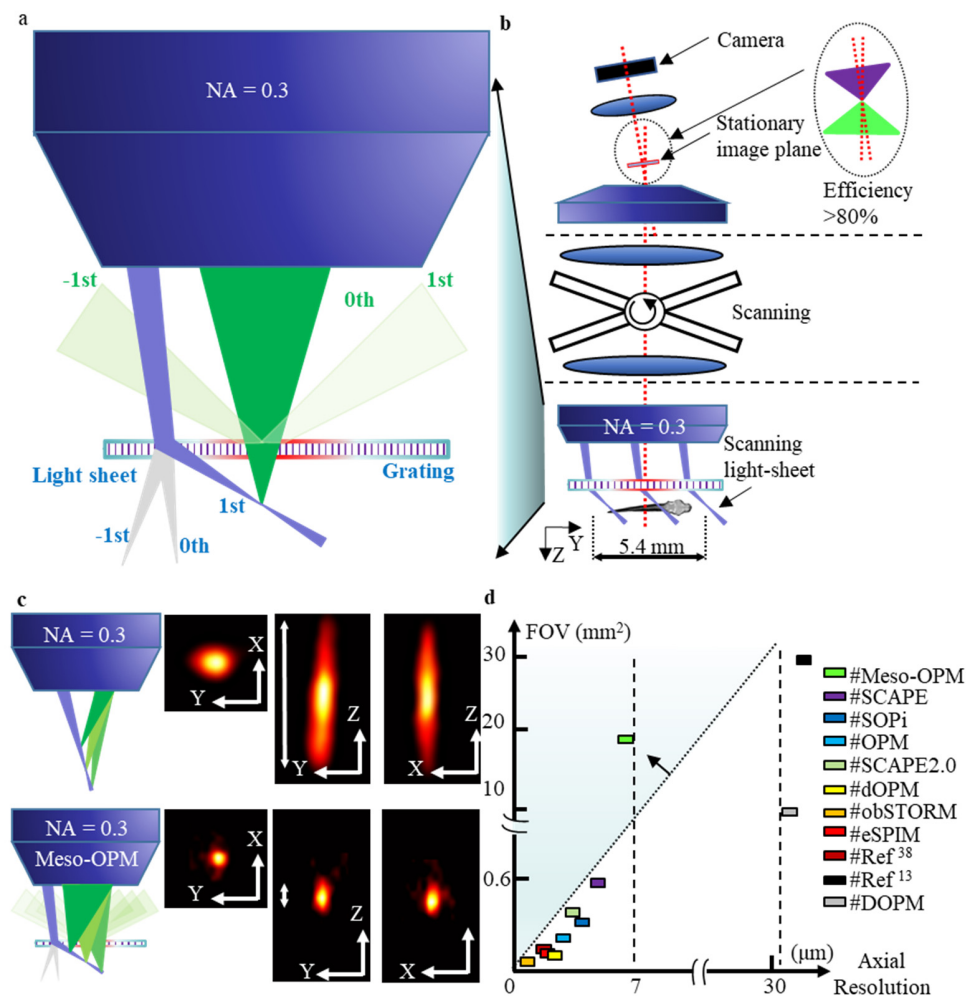 a
NA = 0.3
-1st
0th
1st
Light sheet
Grating
-1st
0th
1st
b
Camera
Stationary
image plane
Efficiency
>80%
Scanning
NA = 0.3
Scanning
light-sheet
Y
Z
5.4 mm
c
NA = 0.3
X
Y
Z
Y
Z
X
NA = 0.3
Meso-OPM
X
Y
Z
Y
Z
X
d
FOV (mm2)
30
20
10
0.6
0
7
30
(μm)
Axial
Resolution
#Meso-OPM
#SCAPE
#SOPi
#OPM
#SCAPE2.0
#dOPM
#obSTORM
#eSPIM
#Ref 38
#Ref 13
#DOPM